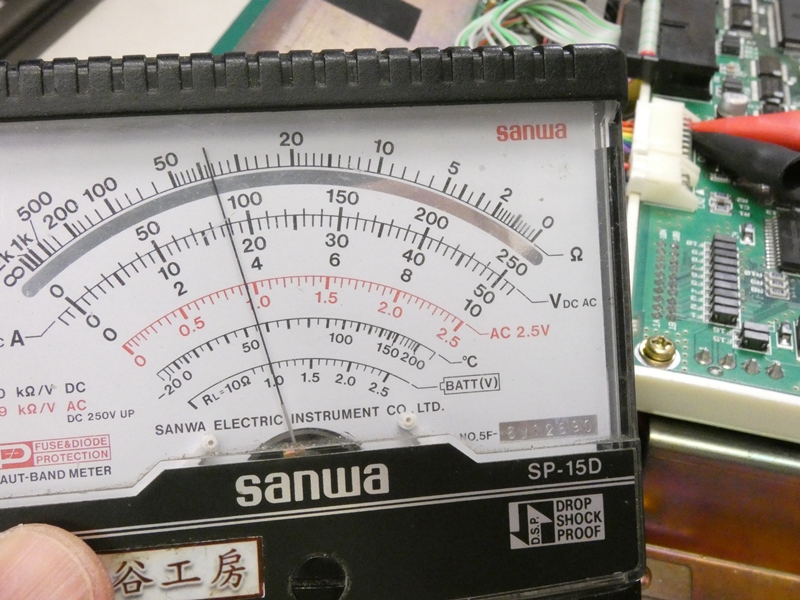 sanwa
∞ 1k 500 200 100 50 20 10 5 2 0 Ω
0 50 100 150 200 250
0 10 20 30 40 50 V DC AC
0 2 4 6 8 10
A
0 0.5 1.0 1.5 2.0 2.5 AC 2.5V
-20 0 50 100 150 200 °C
RL=10Ω 1.0 1.5 2.0 2.5 BATT(V)
kΩ/V DC
kΩ/V AC
DC 250V UP
SANWA ELECTRIC INSTRUMENT CO., LTD.
NO.5F-
FUSE&DIODE
PROTECTION
TAUT-BAND METER
sanwa
SP-15D
D.S.P.
DROP
SHOCK
PROOF
谷工房